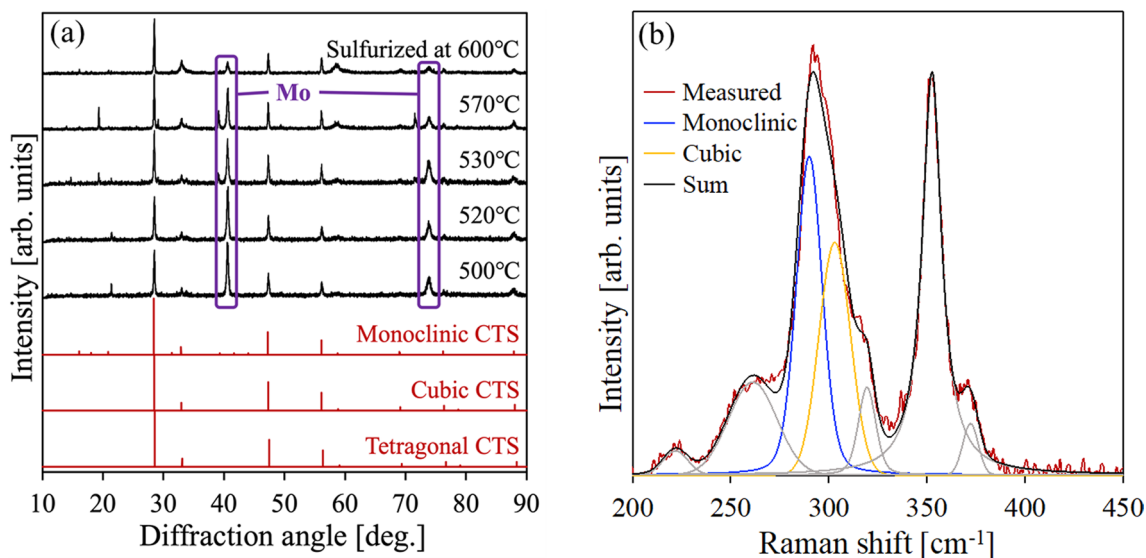 (a)
Sulfurized at 600℃
Mo
570℃
530℃
520℃
500℃
Monoclinic CTS
Cubic CTS
Tetragonal CTS
Intensity [arb. units]
10 20 30 40 50 60 70 80 90
Diffraction angle [deg.]
(b)
Measured
Monoclinic
Cubic
Sum
Intensity [arb. units]
200 250 300 350 400 450
Raman shift [cm⁻¹]